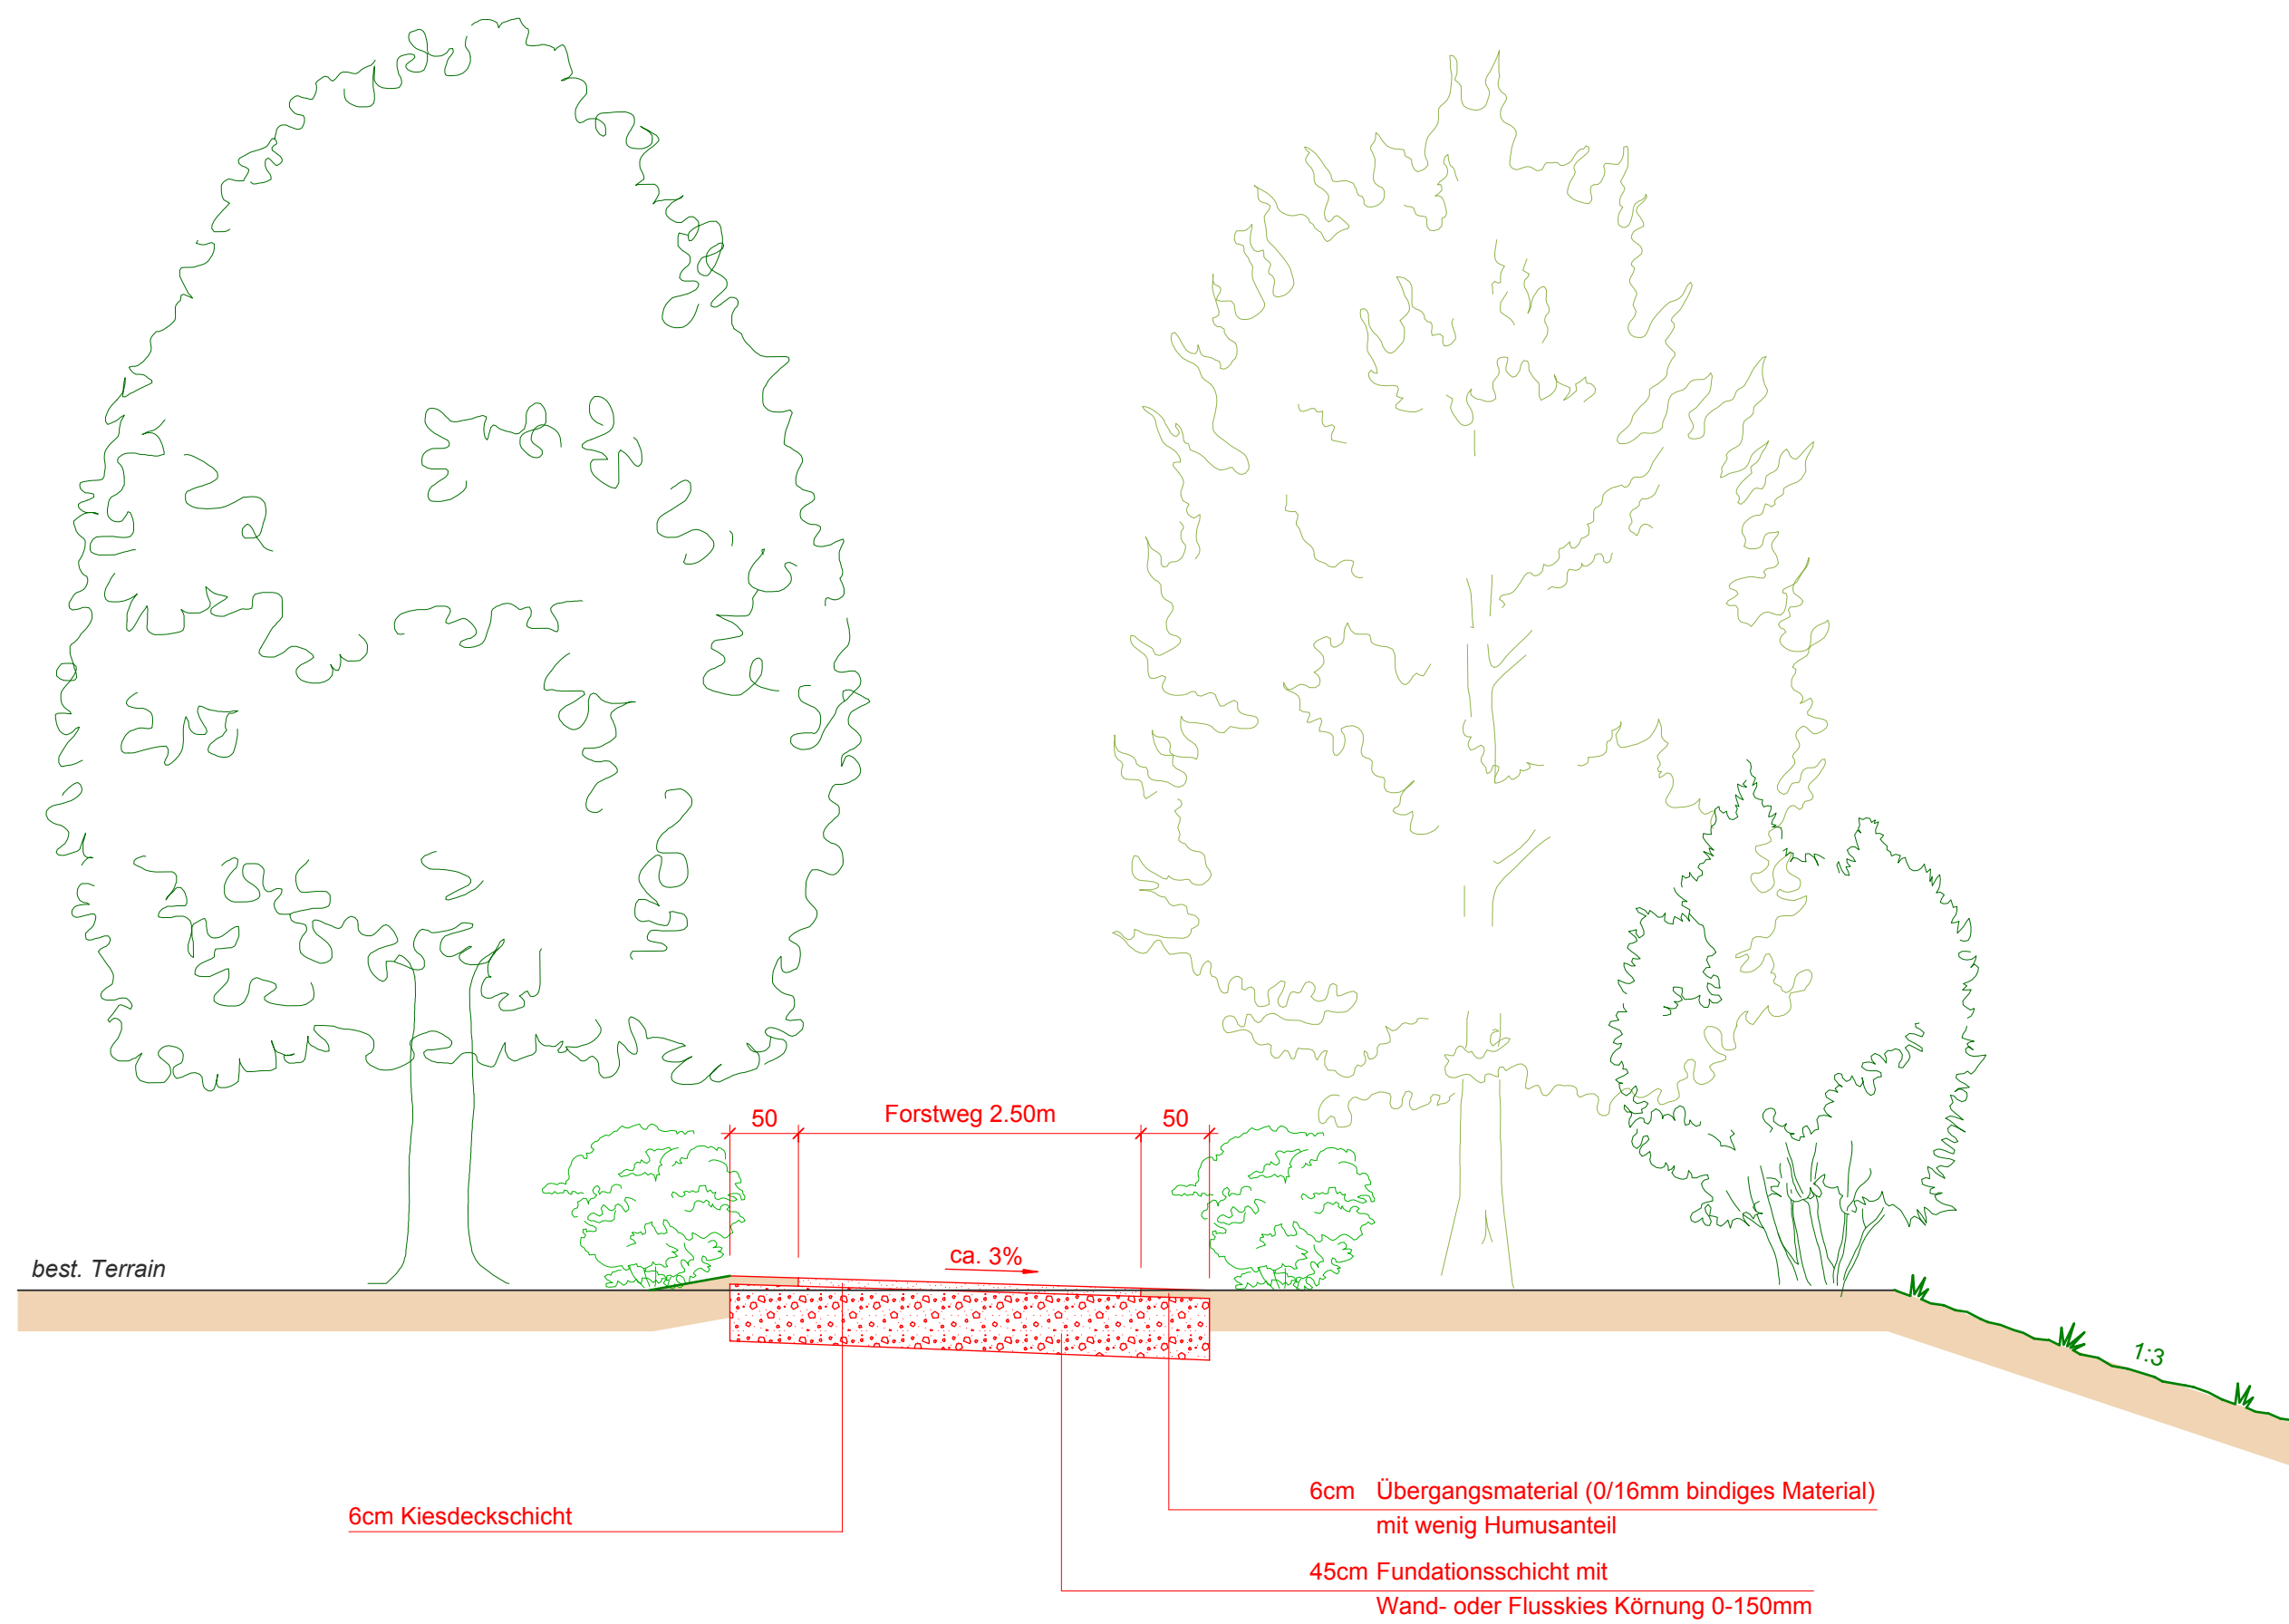 50
Forstweg 2.50m
50
ca. 3%
best. Terrain
1:3
6cm Kiesdeckschicht
6cm Übergangsmaterial (0/16mm bindiges Material)
mit wenig Humusanteil
45cm Fundationsschicht mit
Wand- oder Flusskies Körnung 0-150mm